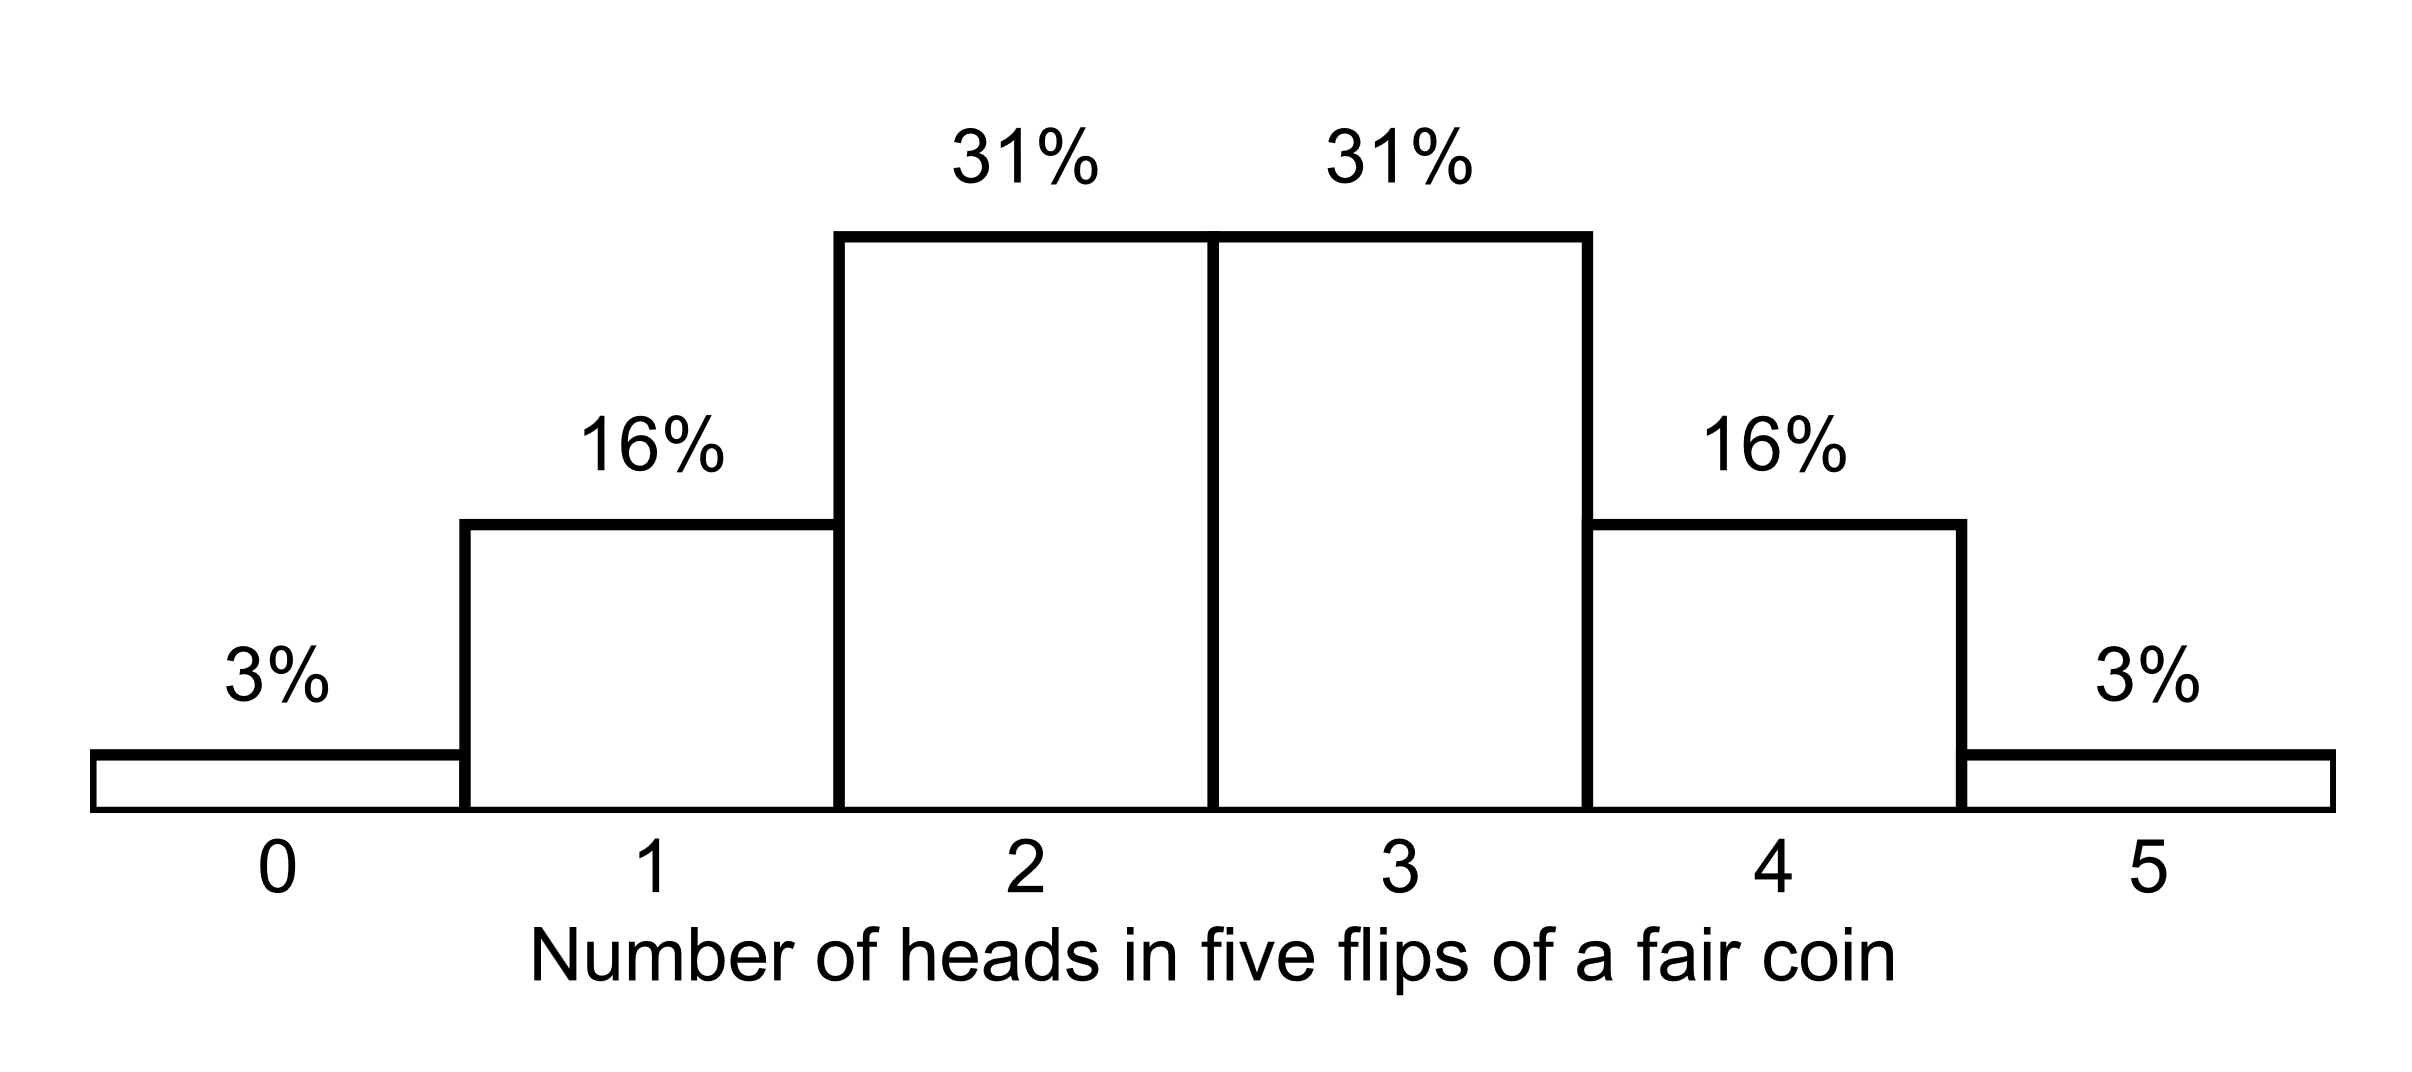 31% 31%
16% 16%
3% 3%
0 1 2 3 4 5
Number of heads in five flips of a fair coin